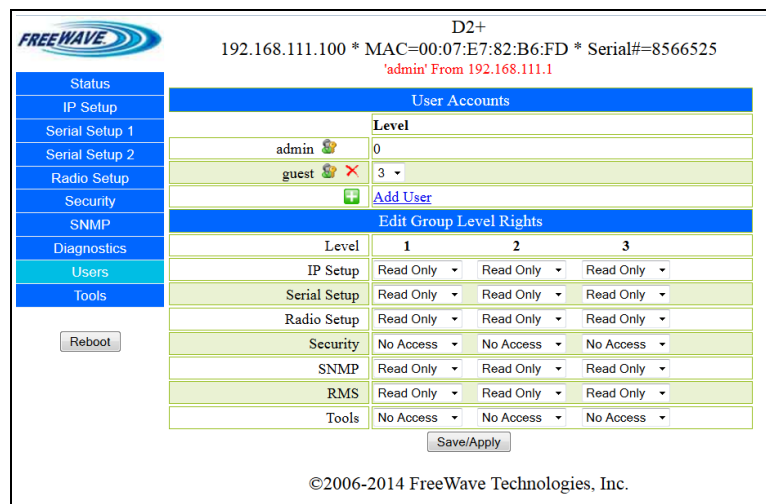 FREEWAVE
D2+
192.168.111.100 * MAC=00:07:E7:82:B6:FD * Serial#=8566525
'admin' From 192.168.111.1
Status
IP Setup
Serial Setup 1
Serial Setup 2
Radio Setup
Security
SNMP
Diagnostics
Users
Tools
Reboot
User Accounts
Level
admin 0
guest 3
Add User
Edit Group Level Rights
Level 1 2 3
IP Setup Read Only Read Only Read Only
Serial Setup Read Only Read Only Read Only
Radio Setup Read Only Read Only Read Only
Security No Access No Access No Access
SNMP Read Only Read Only Read Only
RMS Read Only Read Only Read Only
Tools No Access No Access No Access
Save/Apply
©2006-2014 FreeWave Technologies, Inc.